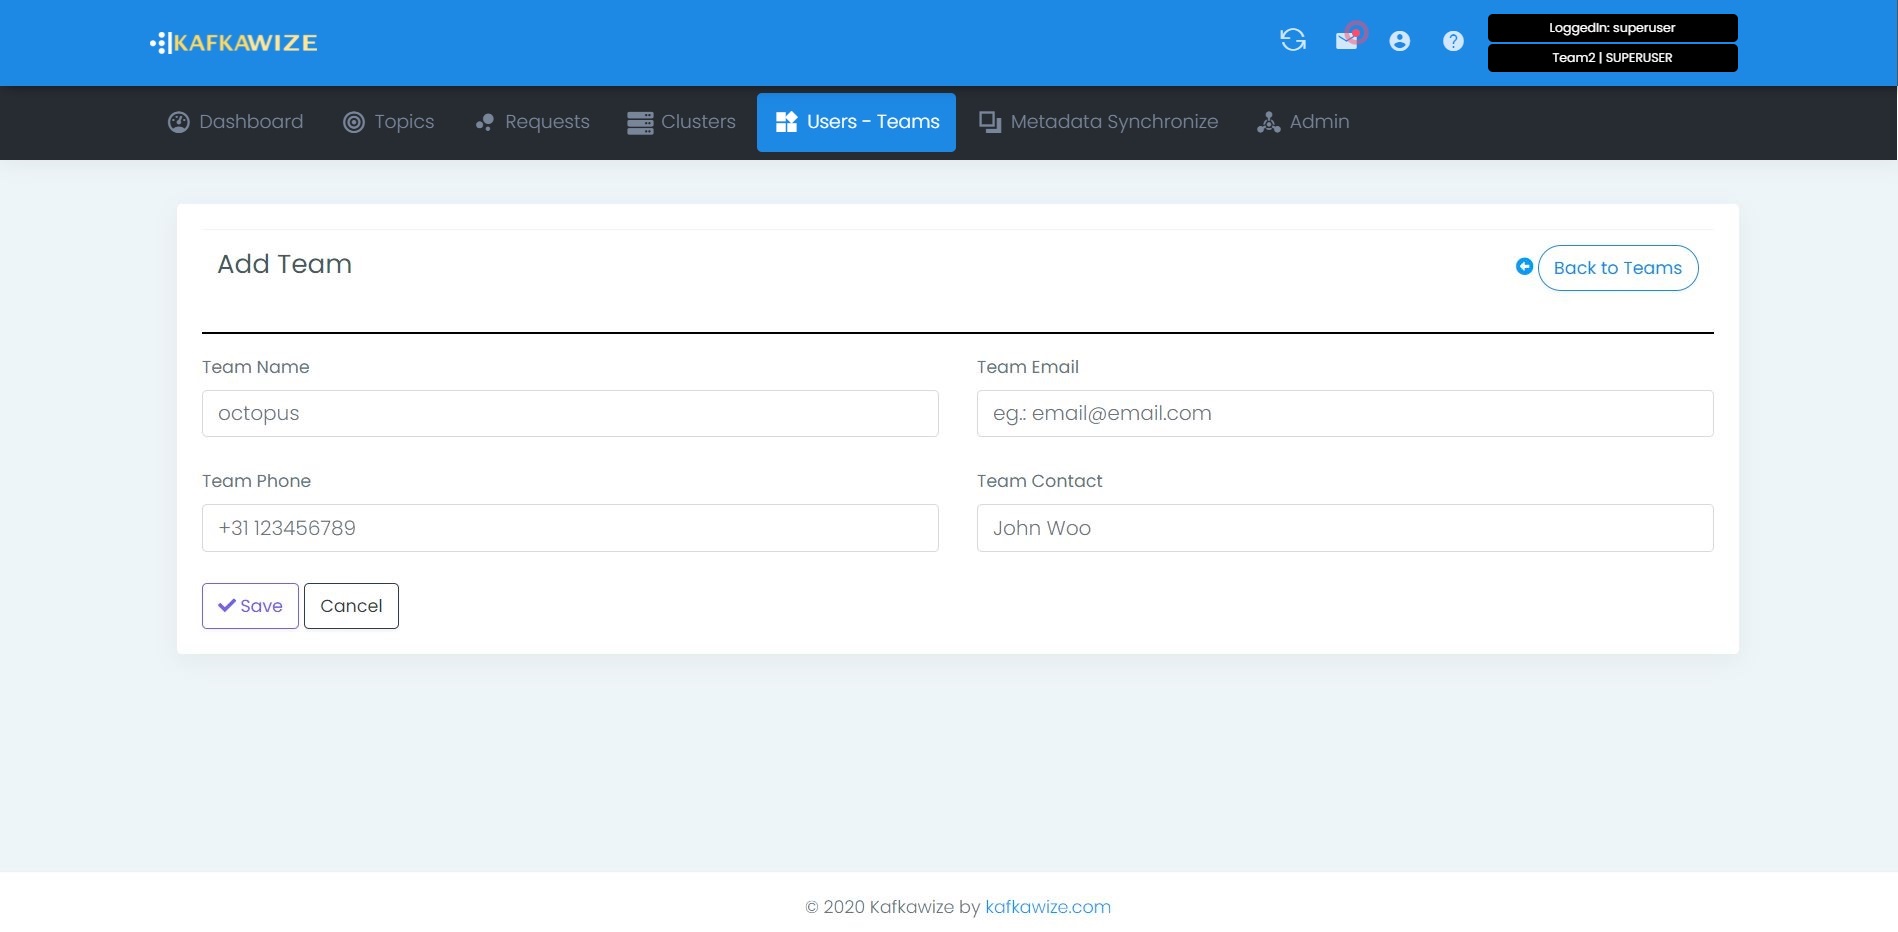 KAFKAWIZE
LoggedIn: superuser
Team2 | SUPERUSER
Dashboard
Topics
Requests
Clusters
Users - Teams
Metadata Synchronize
Admin
Add Team
Back to Teams
Team Name
Team Email
octopus
eg.: email@email.com
Team Phone
Team Contact
+31 123456789
John Woo
Save
Cancel
© 2020 Kafkawize by kafkawize.com